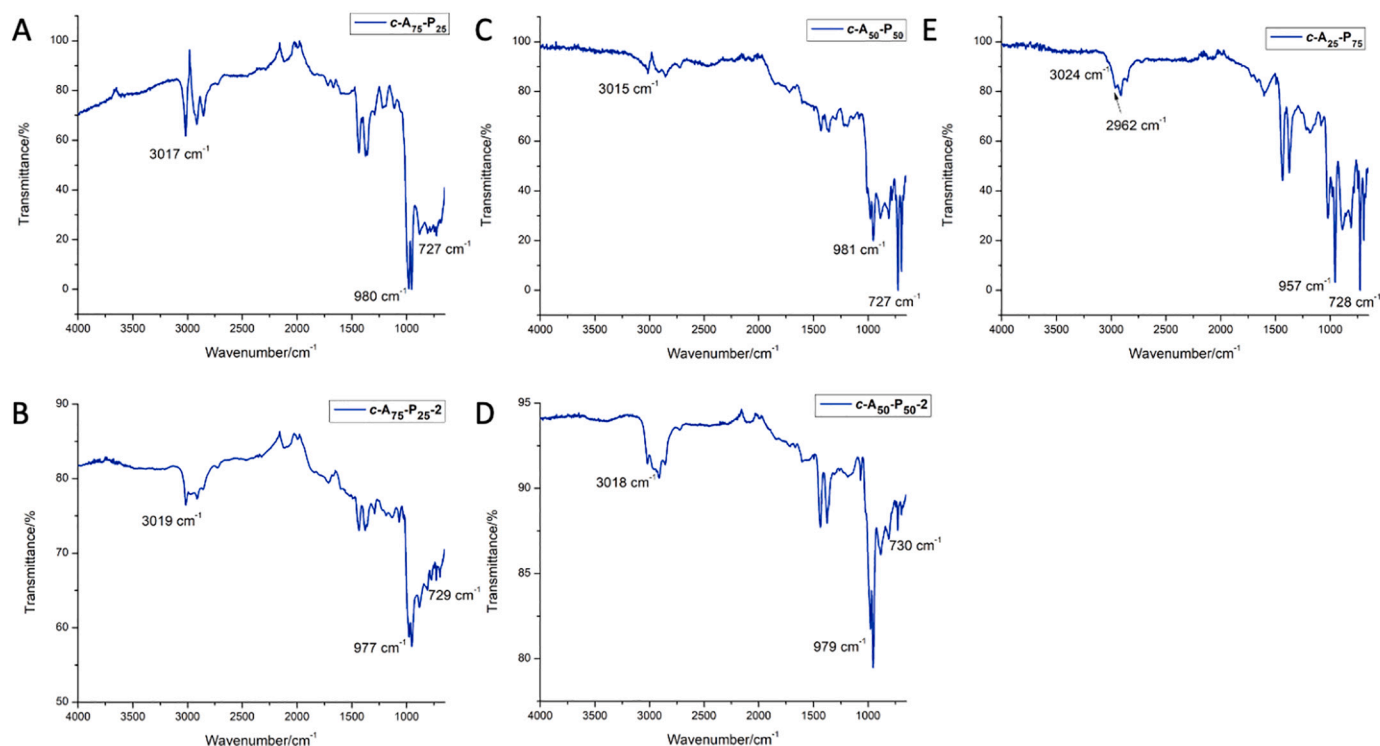 A
c-A75-P25
Transmittance/%
100
80
60
40
20
0
3017 cm-1
980 cm-1
727 cm-1
4000 3500 3000 2500 2000 1500 1000
Wavenumber/cm-1
C
c-A50-P50
Transmittance/%
100
80
60
40
20
0
3015 cm-1
981 cm-1
727 cm-1
4000 3500 3000 2500 2000 1500 1000
Wavenumber/cm-1
E
c-A25-P75
Transmittance/%
100
80
60
40
20
0
3024 cm-1
2962 cm-1
957 cm-1
728 cm-1
4000 3500 3000 2500 2000 1500 1000
Wavenumber/cm-1
B
c-A75-P25-2
Transmittance/%
90
80
70
60
50
3019 cm-1
977 cm-1
729 cm-1
4000 3500 3000 2500 2000 1500 1000
Wavenumber/cm-1
D
c-A50-P50-2
Transmittance/%
95
90
85
80
3018 cm-1
979 cm-1
730 cm-1
4000 3500 3000 2500 2000 1500 1000
Wavenumber/cm-1